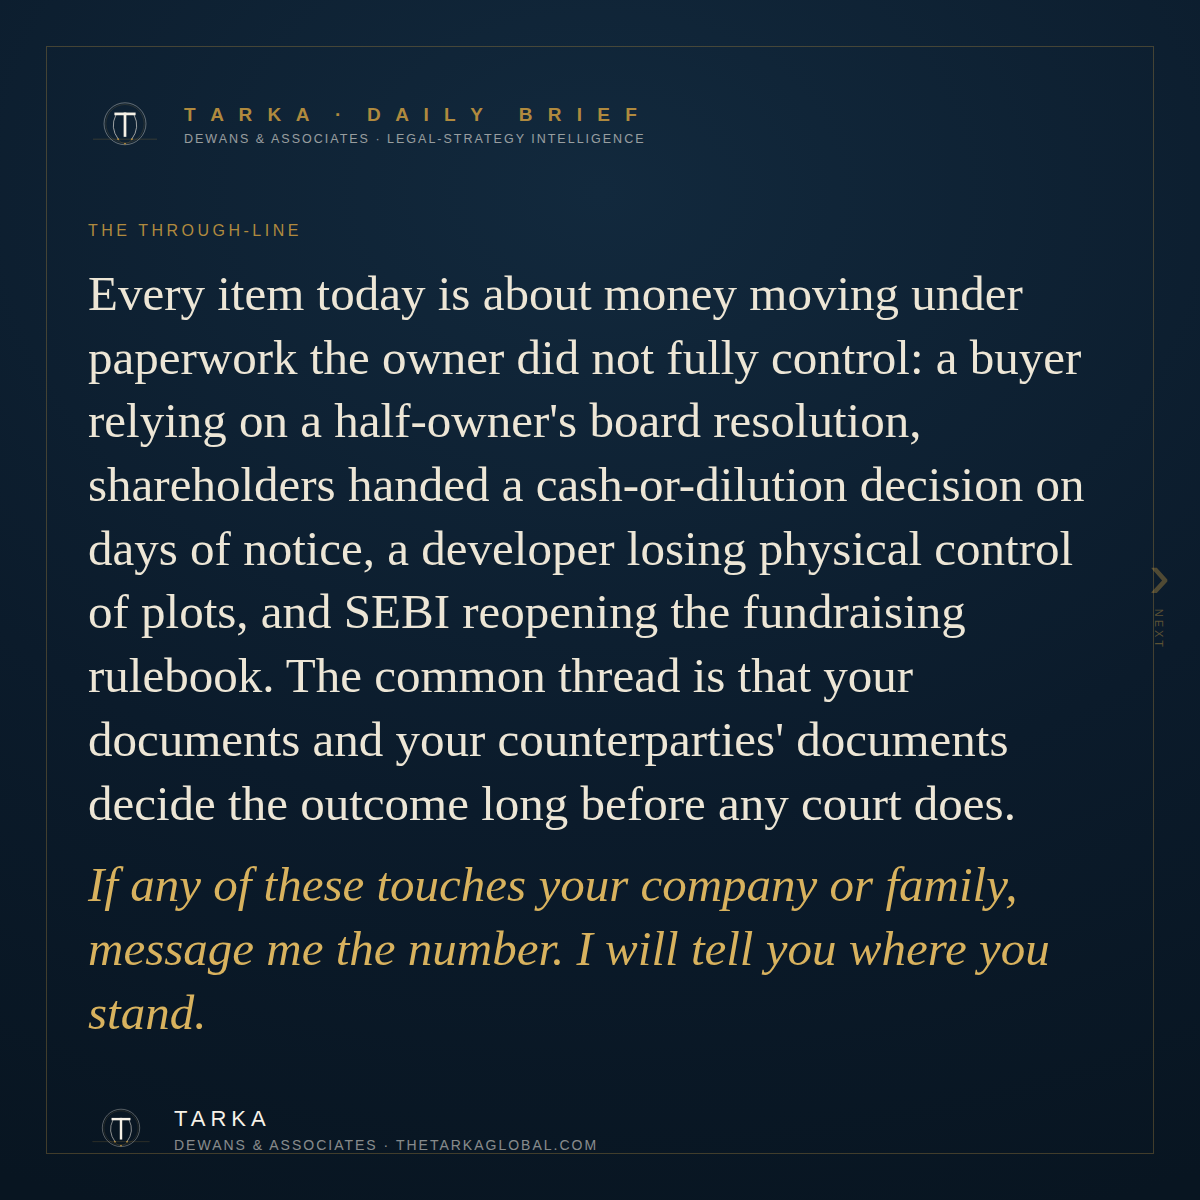 TARKA · DAILY BRIEF
DEWANS & ASSOCIATES · LEGAL-STRATEGY INTELLIGENCE
THE THROUGH-LINE
Every item today is about money moving under
paperwork the owner did not fully control: a buyer
relying on a half-owner's board resolution,
shareholders handed a cash-or-dilution decision on
days of notice, a developer losing physical control
of plots, and SEBI reopening the fundraising
rulebook. The common thread is that your
documents and your counterparties' documents
decide the outcome long before any court does.
If any of these touches your company or family,
message me the number. I will tell you where you
stand.
NEXT
TARKA
DEWANS & ASSOCIATES · THETARKAGLOBAL.COM